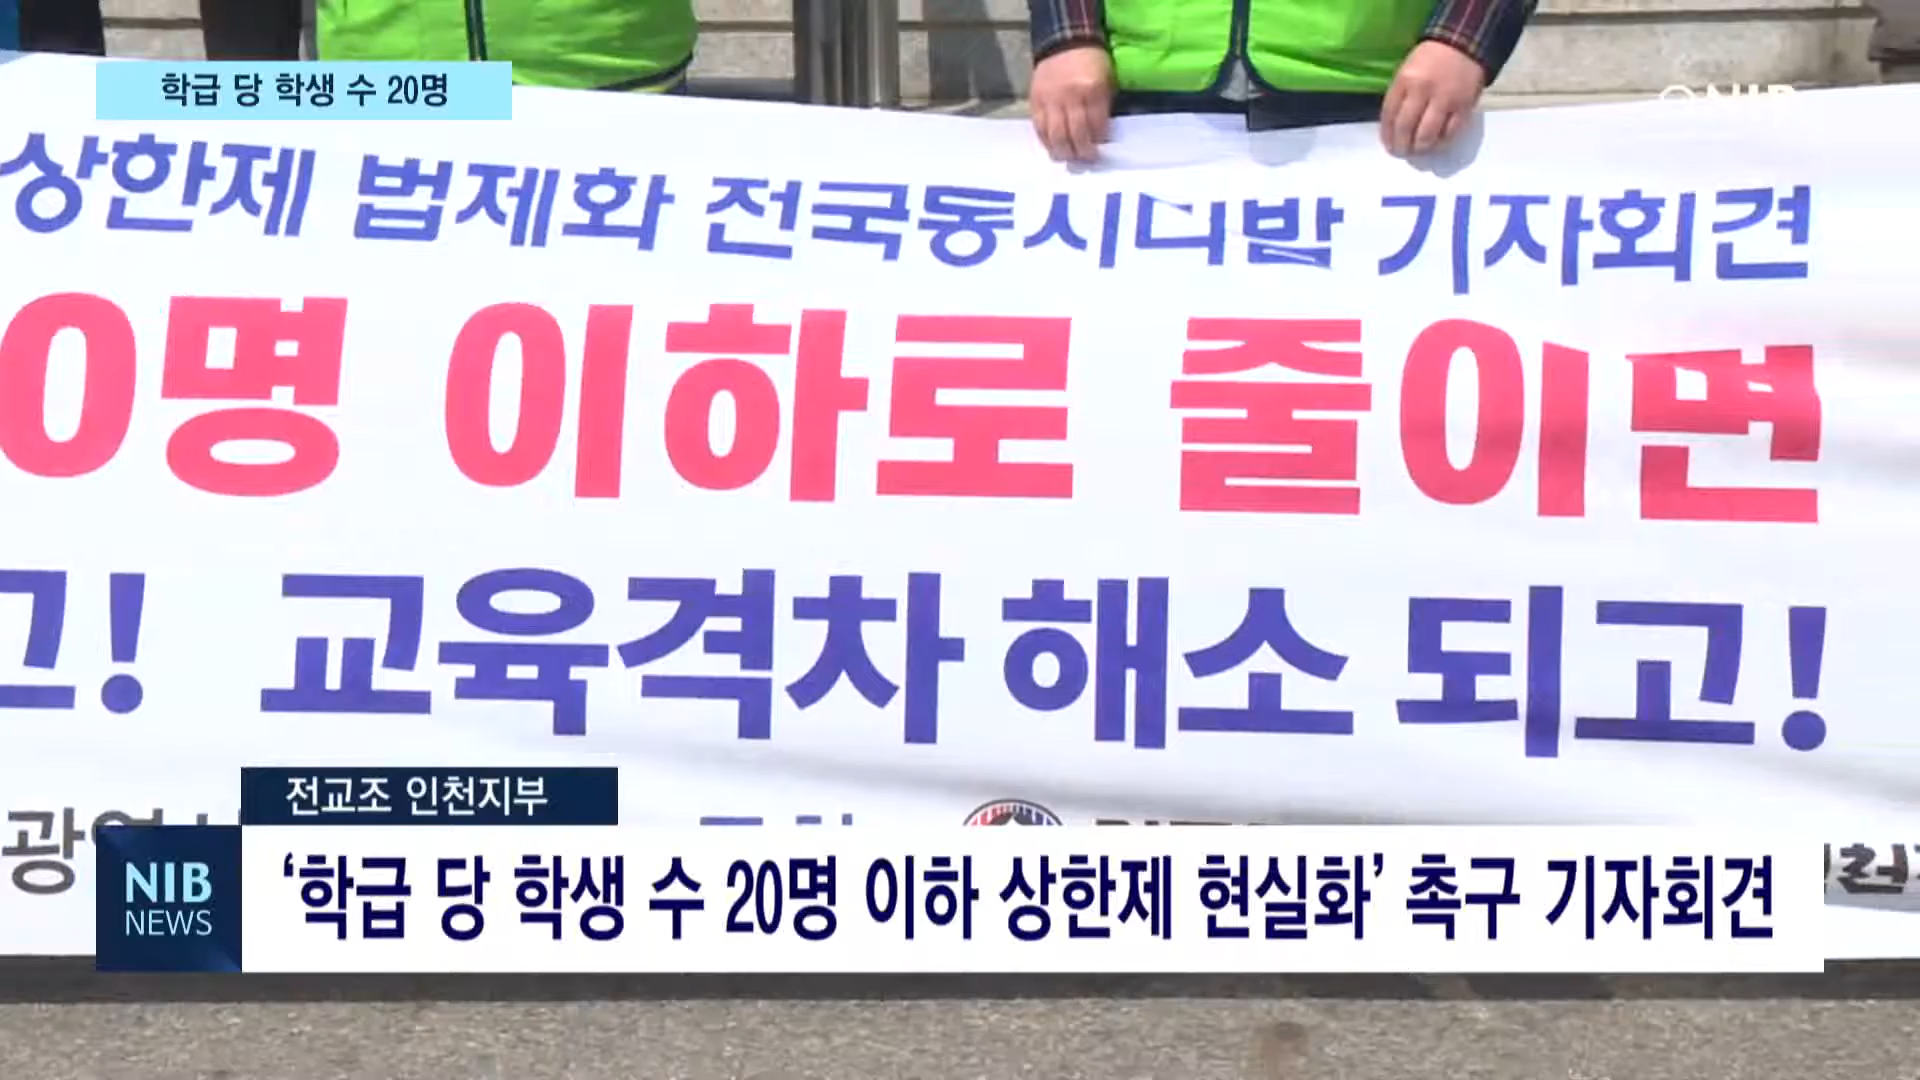 학급 당 학생 수 20명
NIB
상한제 법제화 전국동시다발 기자회견
0명 이하로 줄이면
고! 교육격차 해소 되고!
전교조 인천지부
NIB
NEWS
‘학급 당 학생 수 20명 이하 상한제 현실화’ 촉구 기자회견